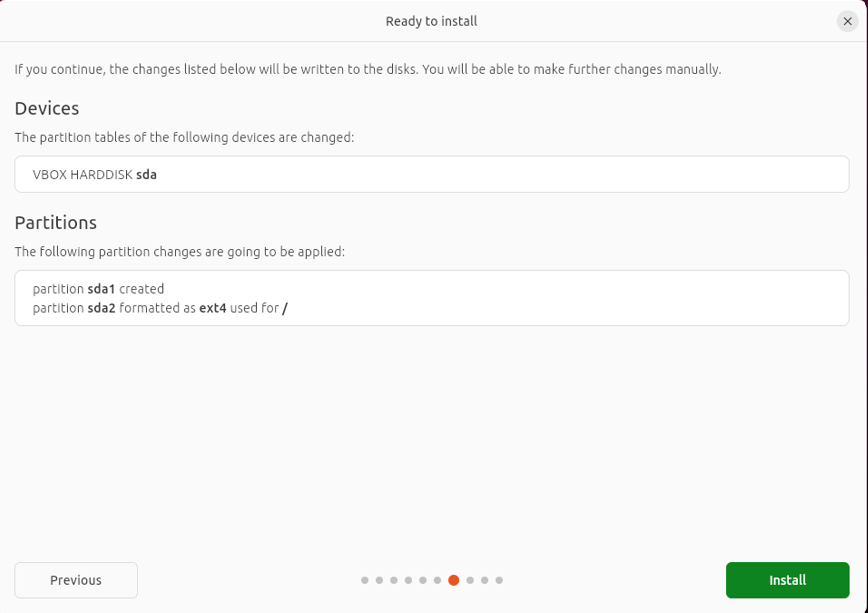 Ready to install
If you continue, the changes listed below will be written to the disks. You will be able to make further changes manually.
Devices
The partition tables of the following devices are changed:
VBOX HARDDISK sda
Partitions
The following partition changes are going to be applied:
partition sda1 created
partition sda2 formatted as ext4 used for /
Previous
Install